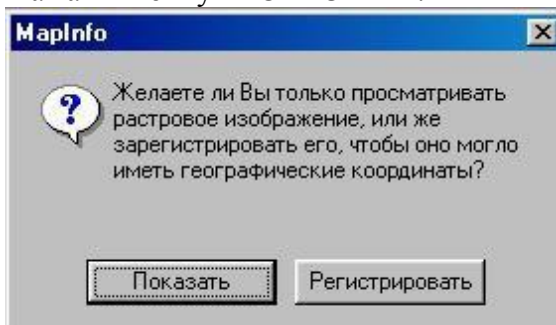 MapInfo
Желаете ли Вы только просматривать
растровое изображение, или же
зарегистрировать его, чтобы оно могло
иметь географические координаты?
Показать
Регистрировать